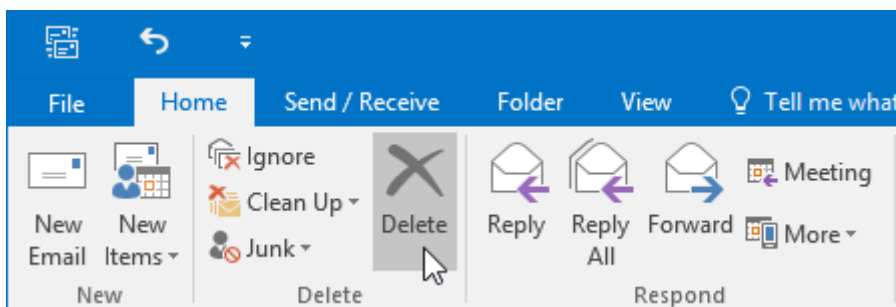 File Home Send / Receive Folder View Tell me what
Ignore
Clean Up
Junk
New Email
New Items
Delete
Reply
Reply All
Forward
Meeting
More
New Delete Respond